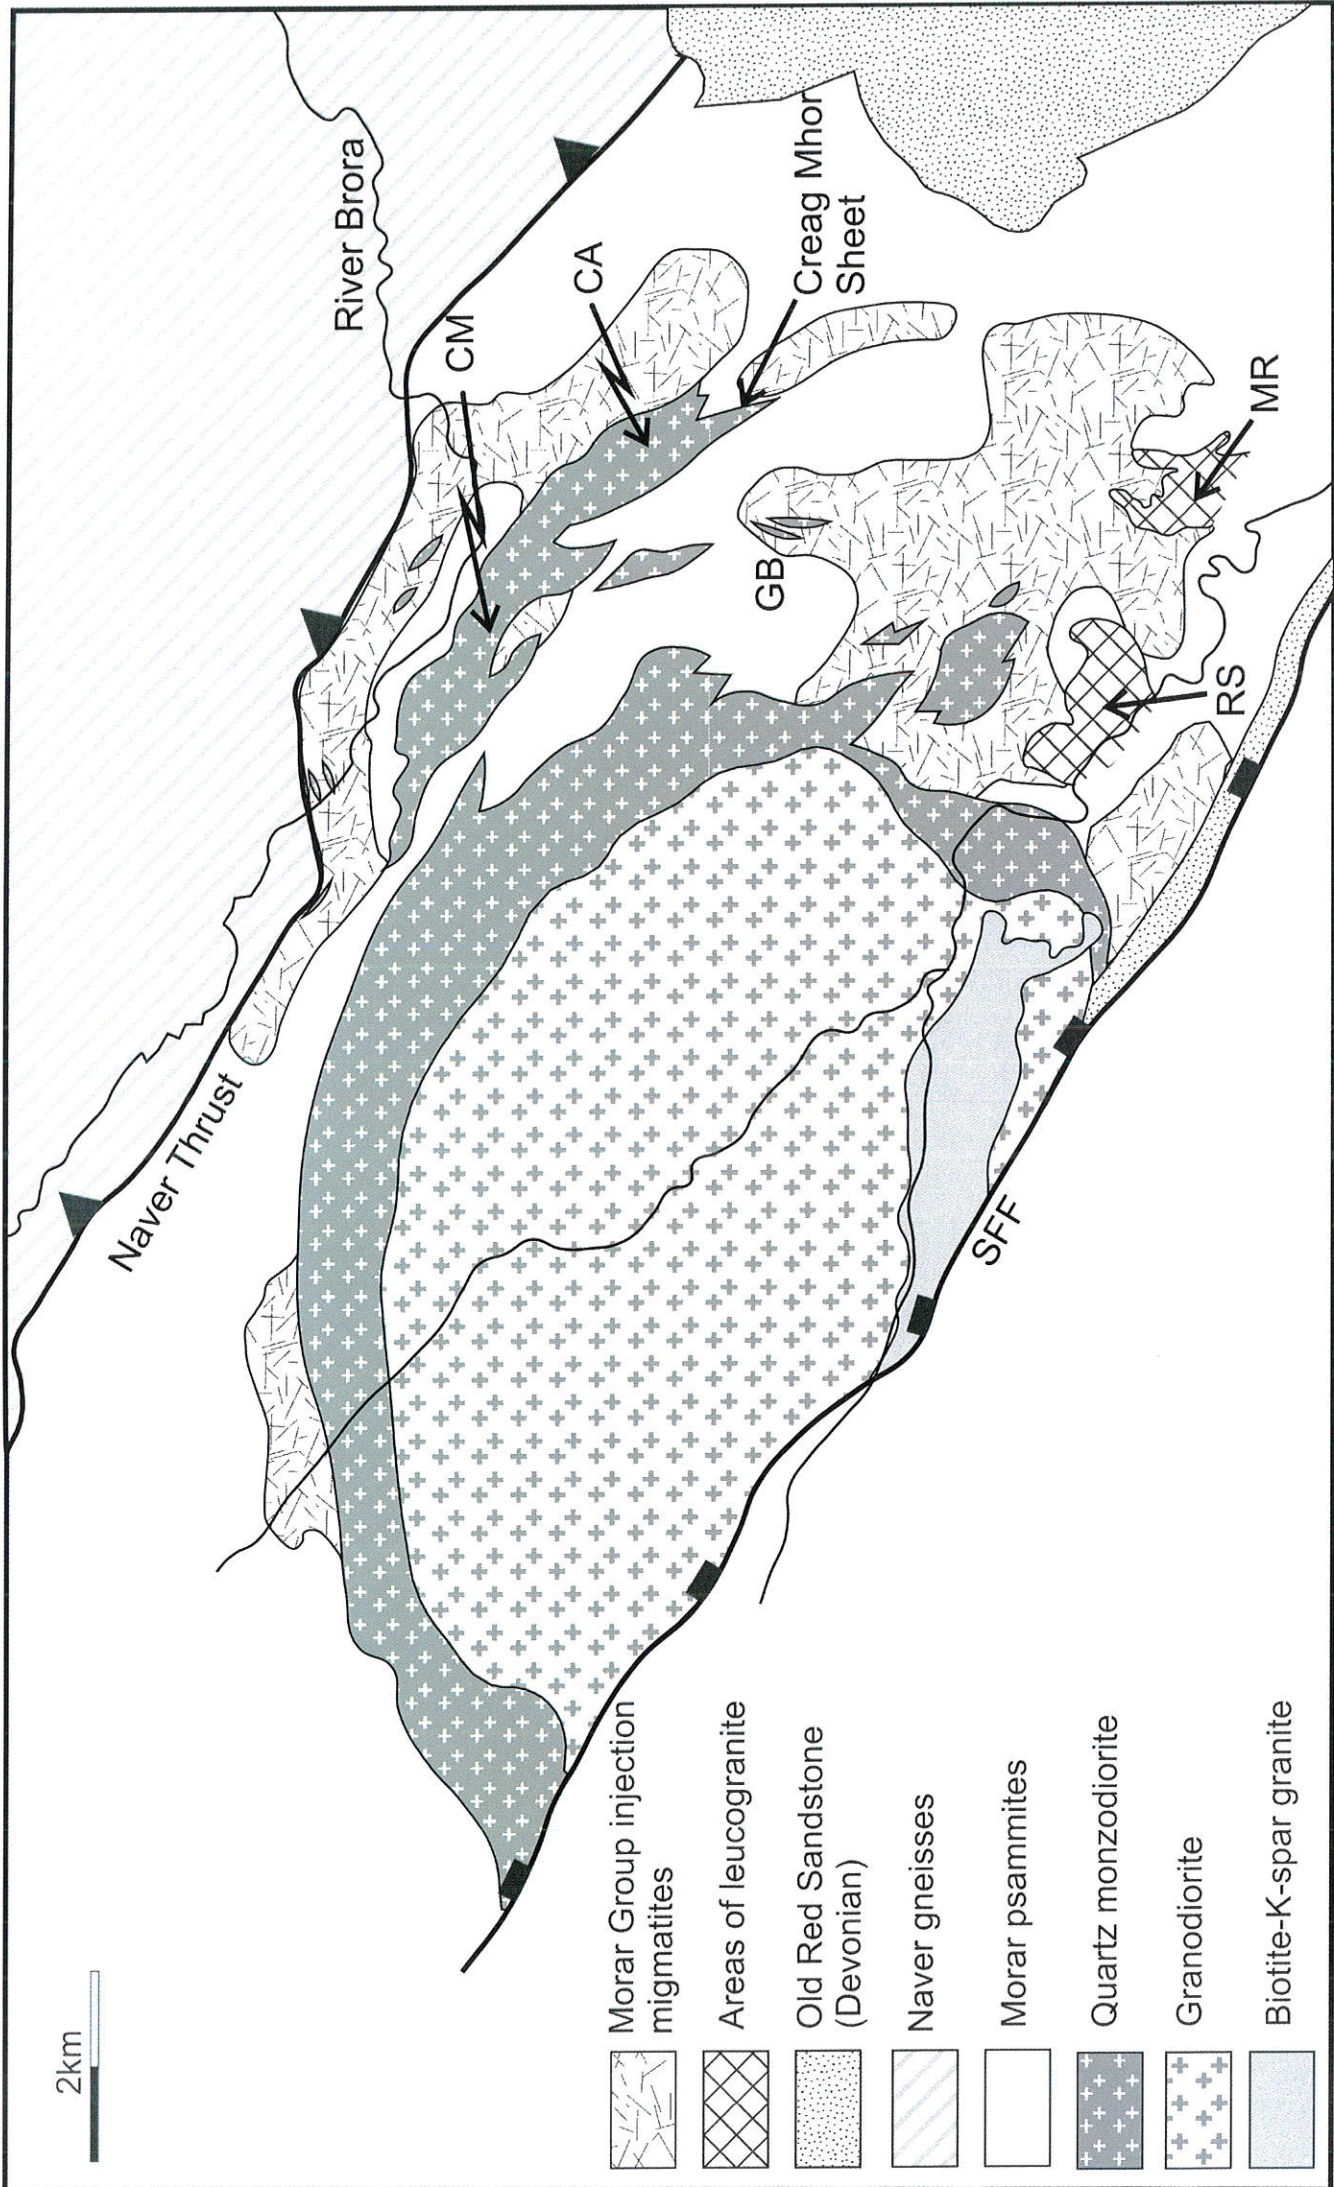 2km
Naver Thrust
River Brora
CM
CA
Creag Mhor
Sheet
GB
MR
RS
SFF
Morar Group injection
migmatites
Areas of leucogranite
Old Red Sandstone
(Devonian)
Naver gneisses
Morar psammites
Quartz monzodiorite
Granodiorite
Biotite-K-spar granite